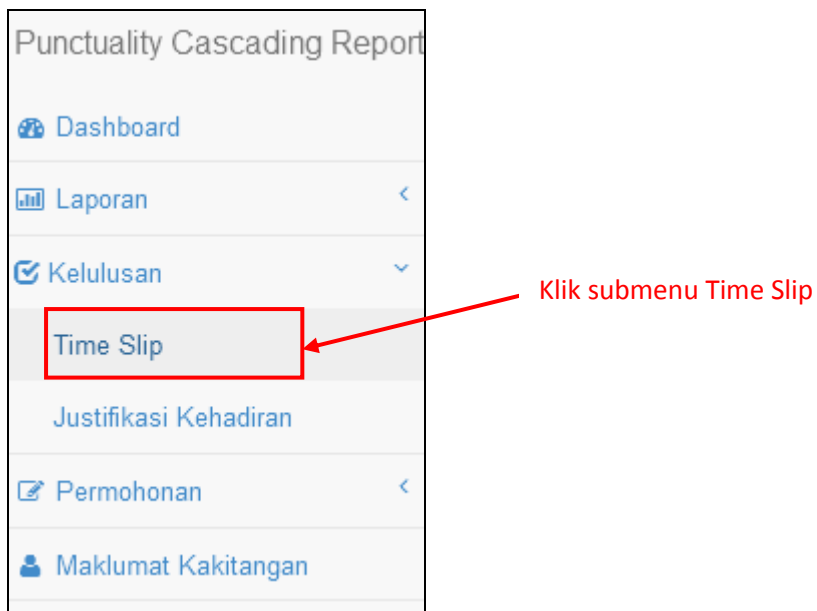 Punctuality Cascading Report
Dashboard
Laporan
Kelulusan
Klik submenu Time Slip
Time Slip
Justifikasi Kehadiran
Permohonan
Maklumat Kakitangan